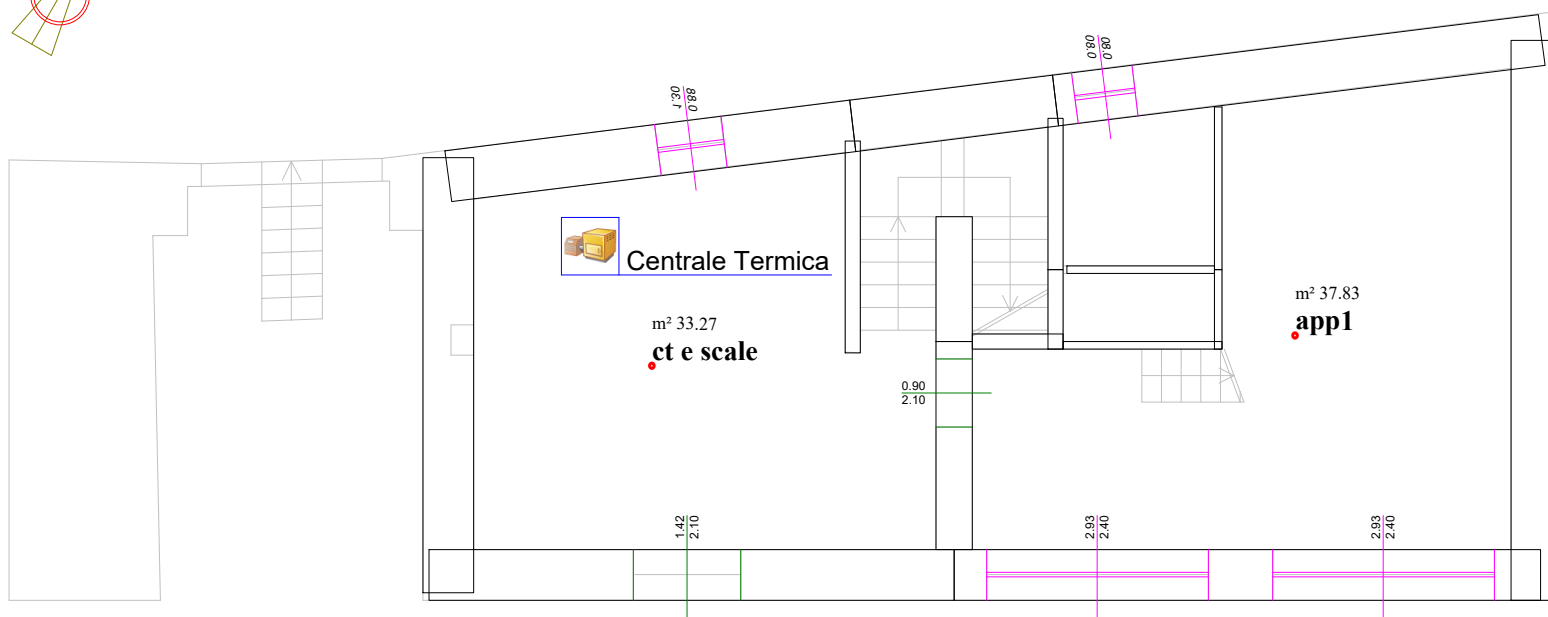 0.80
0.80
0.88
1.30
Centrale Termica
m² 37.83
app1
m² 33.27
ct e scale
0.90
2.10
1.42
2.10
2.93
2.40
2.93
2.40